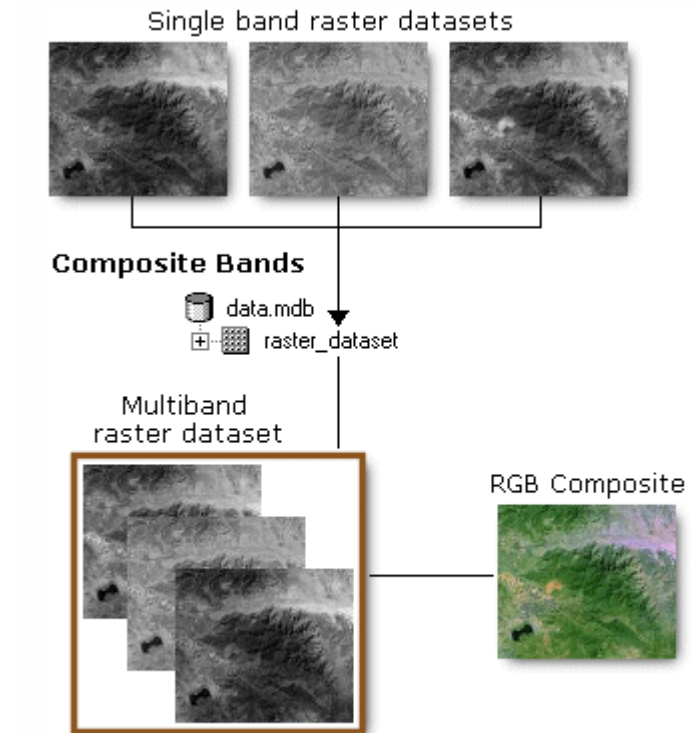 Single band raster datasets
Composite Bands
data.mdb
raster_dataset
Multiband
raster dataset
RGB Composite